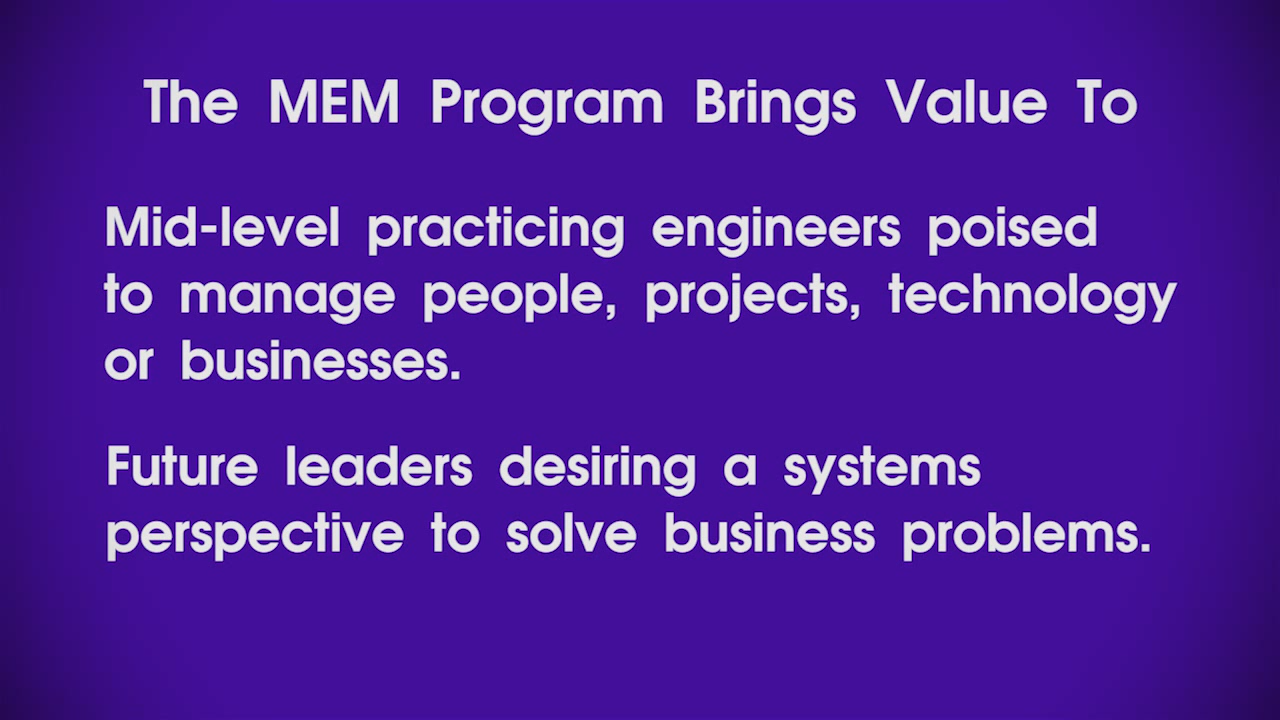 The MEM Program Brings Value To
Mid-level practicing engineers poised
to manage people, projects, technology
or businesses.
Future leaders desiring a systems
perspective to solve business problems.